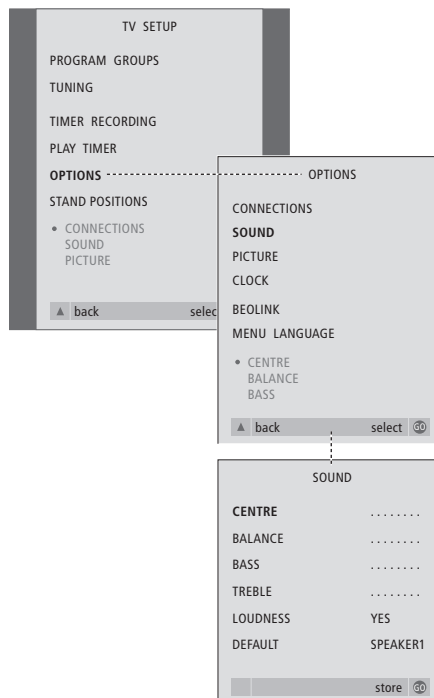 TV SETUP
PROGRAM GROUPS
TUNING
TIMER RECORDING
PLAY TIMER
OPTIONS
STAND POSITIONS
• CONNECTIONS
SOUND
PICTURE
▲ back selec
OPTIONS
CONNECTIONS
SOUND
PICTURE
CLOCK
BEOLINK
MENU LANGUAGE
• CENTRE
BALANCE
BASS
▲ back select GO
SOUND
CENTRE ........
BALANCE ........
BASS ........
TREBLE ........
LOUDNESS YES
DEFAULT SPEAKER1
store GO